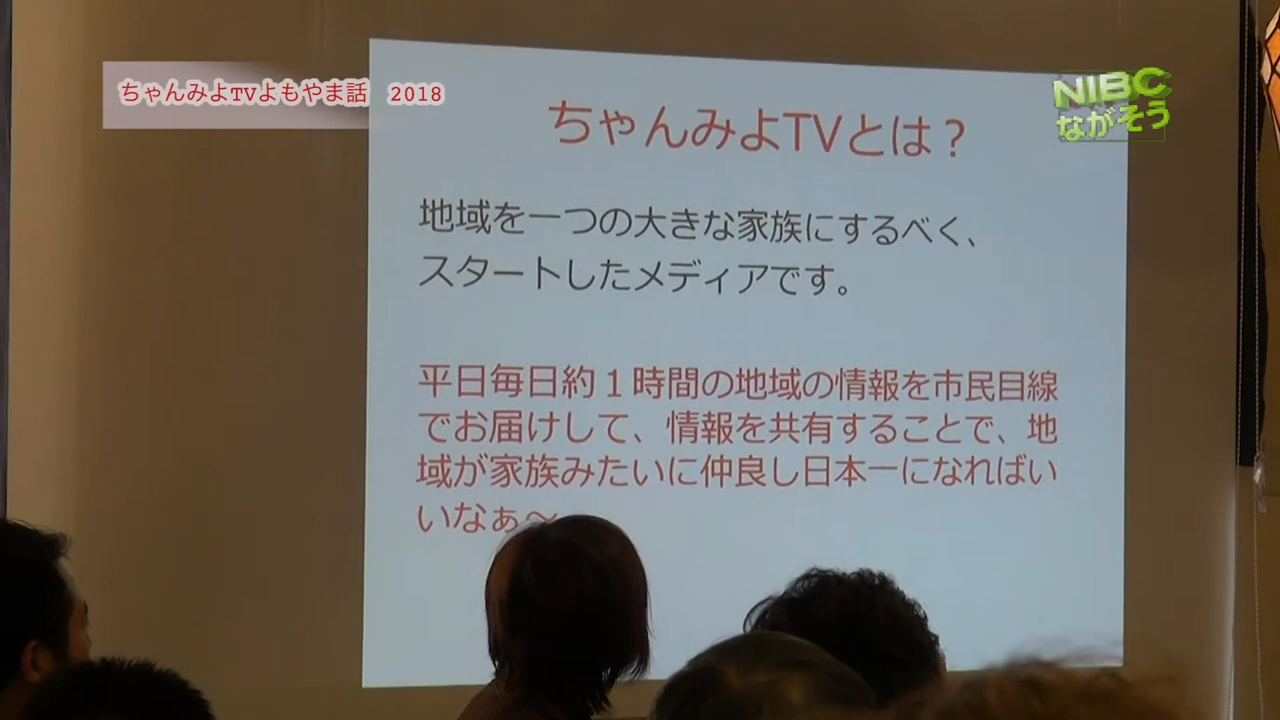 ちゃんみよTVよもやま話 2018
NIBC
ながそう
ちゃんみよTVとは？
地域を一つの大きな家族にするべく、
スタートしたメディアです。
平日毎日約１時間の地域の情報を市民目線
でお届けして、情報を共有することで、地
域が家族みたいに仲良し日本一になればい
いなぁ～